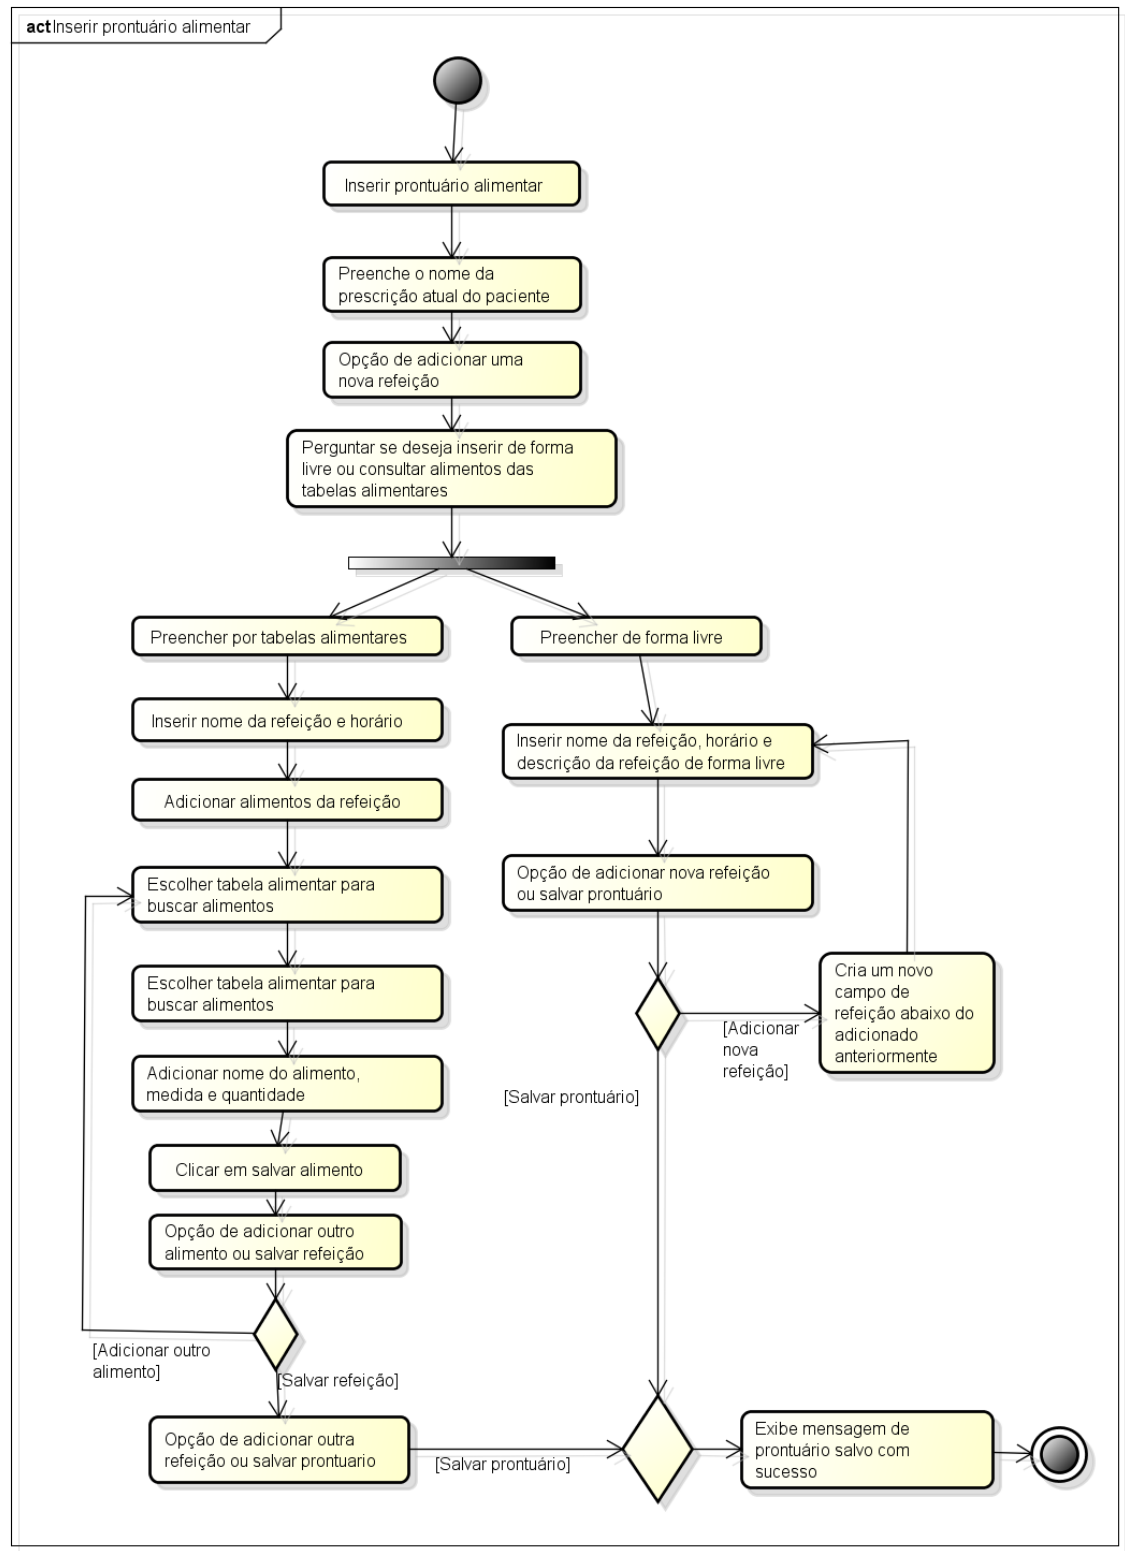 act Inserir prontuário alimentar
Inserir prontuário alimentar
Preenche o nome da
prescrição atual do paciente
Opção de adicionar uma
nova refeição
Perguntar se deseja inserir de forma
livre ou consultar alimentos das
tabelas alimentares
Preencher por tabelas alimentares
Inserir nome da refeição e horário
Adicionar alimentos da refeição
Escolher tabela alimentar para
buscar alimentos
Escolher tabela alimentar para
buscar alimentos
Adicionar nome do alimento,
medida e quantidade
Clicar em salvar alimento
Opção de adicionar outro
alimento ou salvar refeição
[Adicionar outro
alimento]
[Salvar refeição]
Opção de adicionar outra
refeição ou salvar prontuario
[Salvar prontuário]
Preencher de forma livre
Inserir nome da refeição, horário e
descrição da refeição de forma livre
Opção de adicionar nova refeição
ou salvar prontuário
[Adicionar
nova
refeição]
Cria um novo
campo de
refeição abaixo do
adicionado
anteriormente
[Salvar prontuário]
Exibe mensagem de
prontuário salvo com
sucesso